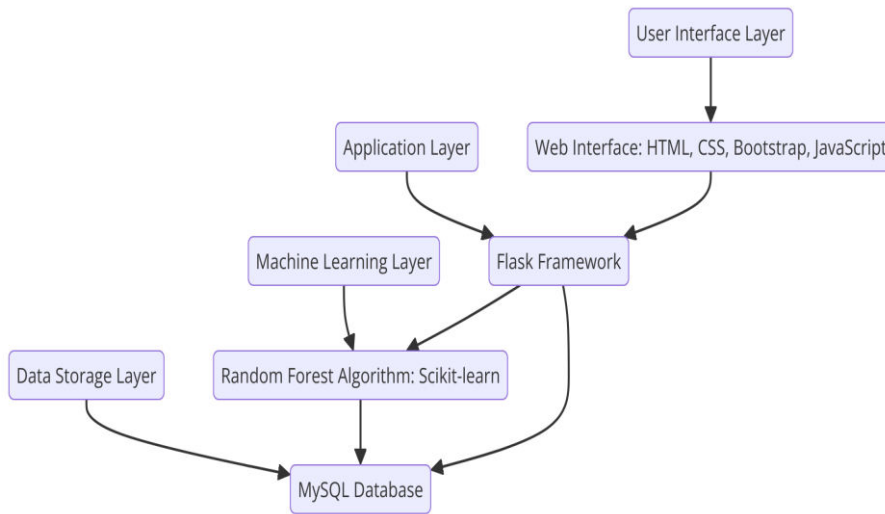 User Interface Layer
Application Layer
Web Interface: HTML, CSS, Bootstrap, JavaScript
Machine Learning Layer
Flask Framework
Data Storage Layer
Random Forest Algorithm: Scikit-learn
MySQL Database